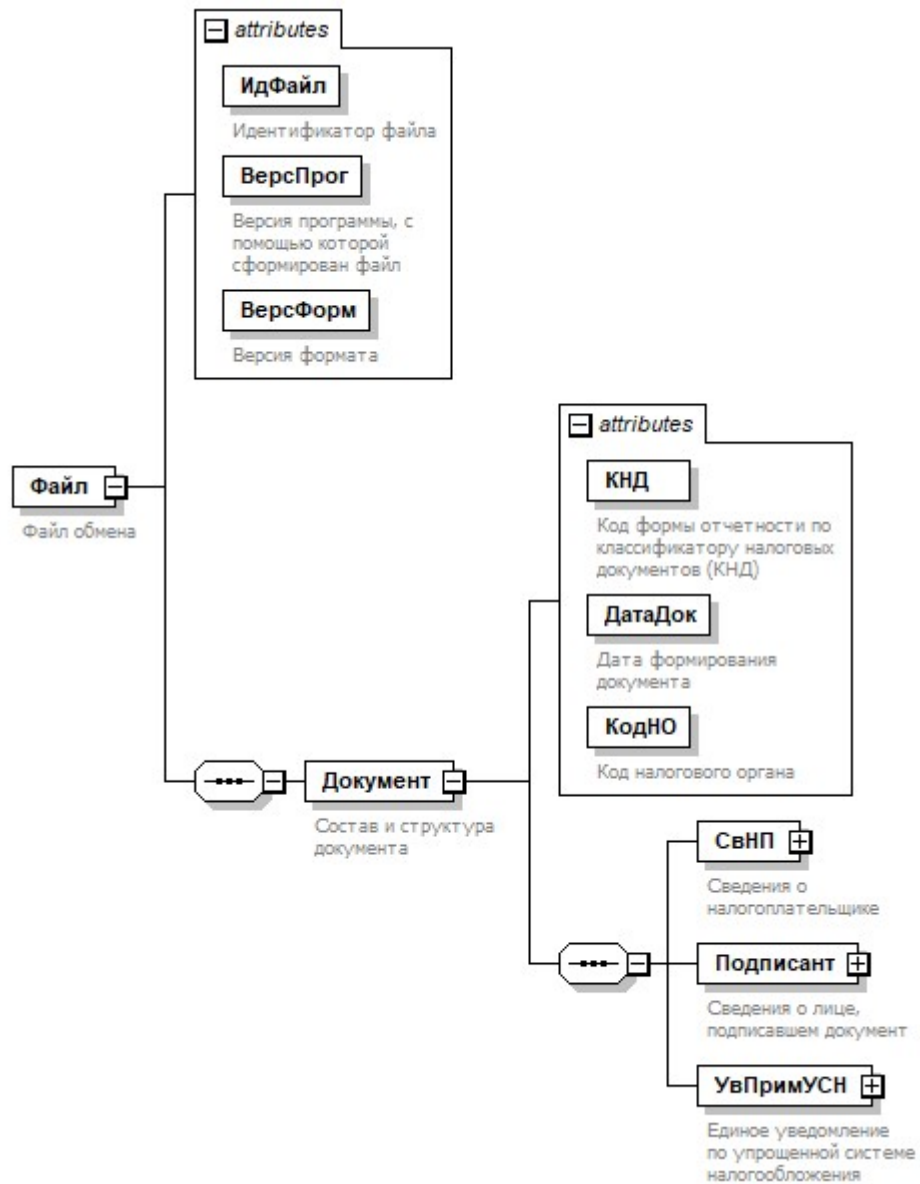 attributes
ИдФайл
Идентификатор файла
ВерсПрог
Версия программы, с
помощью которой
сформирован файл
ВерсФорм
Версия формата
Файл
Файл обмена
attributes
КНД
Код формы отчетности по
классификатору налоговых
документов (КНД)
ДатаДок
Дата формирования
документа
КодНО
Код налогового органа
Документ
Состав и структура
документа
СвНП
Сведения о
налогоплательщике
Подписант
Сведения о лице,
подписавшем документ
УвПримУСН
Единое уведомление
по упрощенной системе
налогообложения